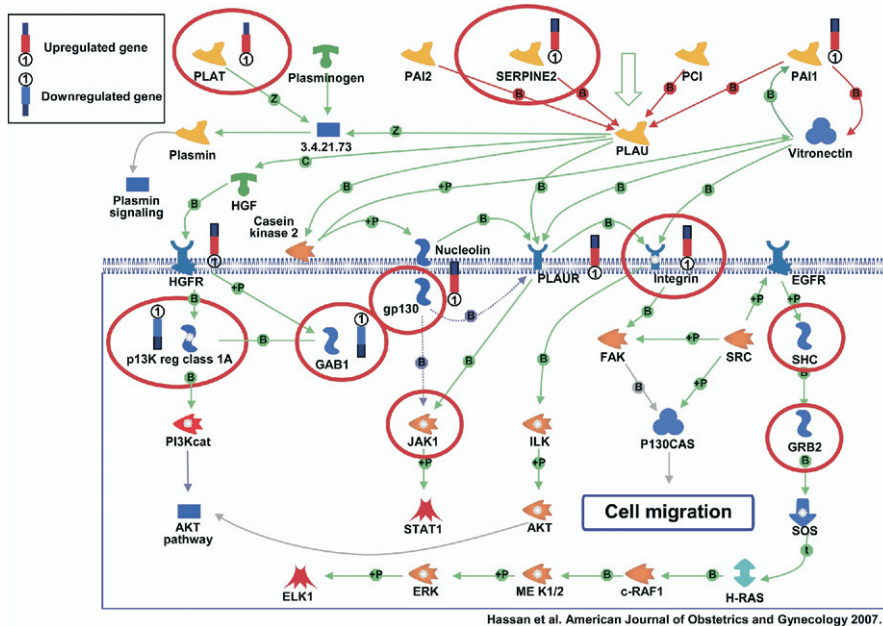 1
Upregulated gene
1
Downregulated gene
PLAT
1
Plasminogen
PAI2
SERPINE2
1
PCI
PAI1
1
Z
B
B
B
B
B
B
Plasmin
3.4.21.73
Z
PLAU
Vitronectin
C
Plasmin
signaling
HGF
B
B
+P
B
B
B
Casein
kinase 2
+P
B
B
Nucleolin
HGFR
1
PLAUR
1
Integrin
1
EGFR
B
+P
gp130
1
B
B
+P
+P
1
p13K reg class 1A
B
GAB1
1
B
B
B
FAK
+P
SRC
SHC
B
B
+P
B
PI3Kcat
JAK1
ILK
P130CAS
GRB2
B
+P
+P
Cell migration
AKT
pathway
STAT1
AKT
SOS
t
ELK1
+P
ERK
+P
ME K1/2
B
c-RAF1
B
H-RAS
Hassan et al. American Journal of Obstetrics and Gynecology 2007.